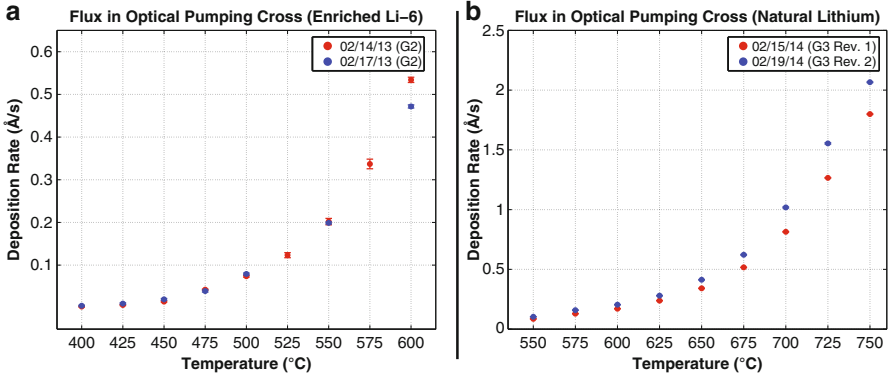 a
Flux in Optical Pumping Cross (Enriched Li–6)
02/14/13 (G2)
02/17/13 (G2)
Deposition Rate (Å/s)
0.6
0.5
0.4
0.3
0.2
0.1
400 425 450 475 500 525 550 575 600
Temperature (°C)
b
Flux in Optical Pumping Cross (Natural Lithium)
02/15/14 (G3 Rev. 1)
02/19/14 (G3 Rev. 2)
Deposition Rate (Å/s)
2.5
2
1.5
1
0.5
0
550 575 600 625 650 675 700 725 750
Temperature (°C)